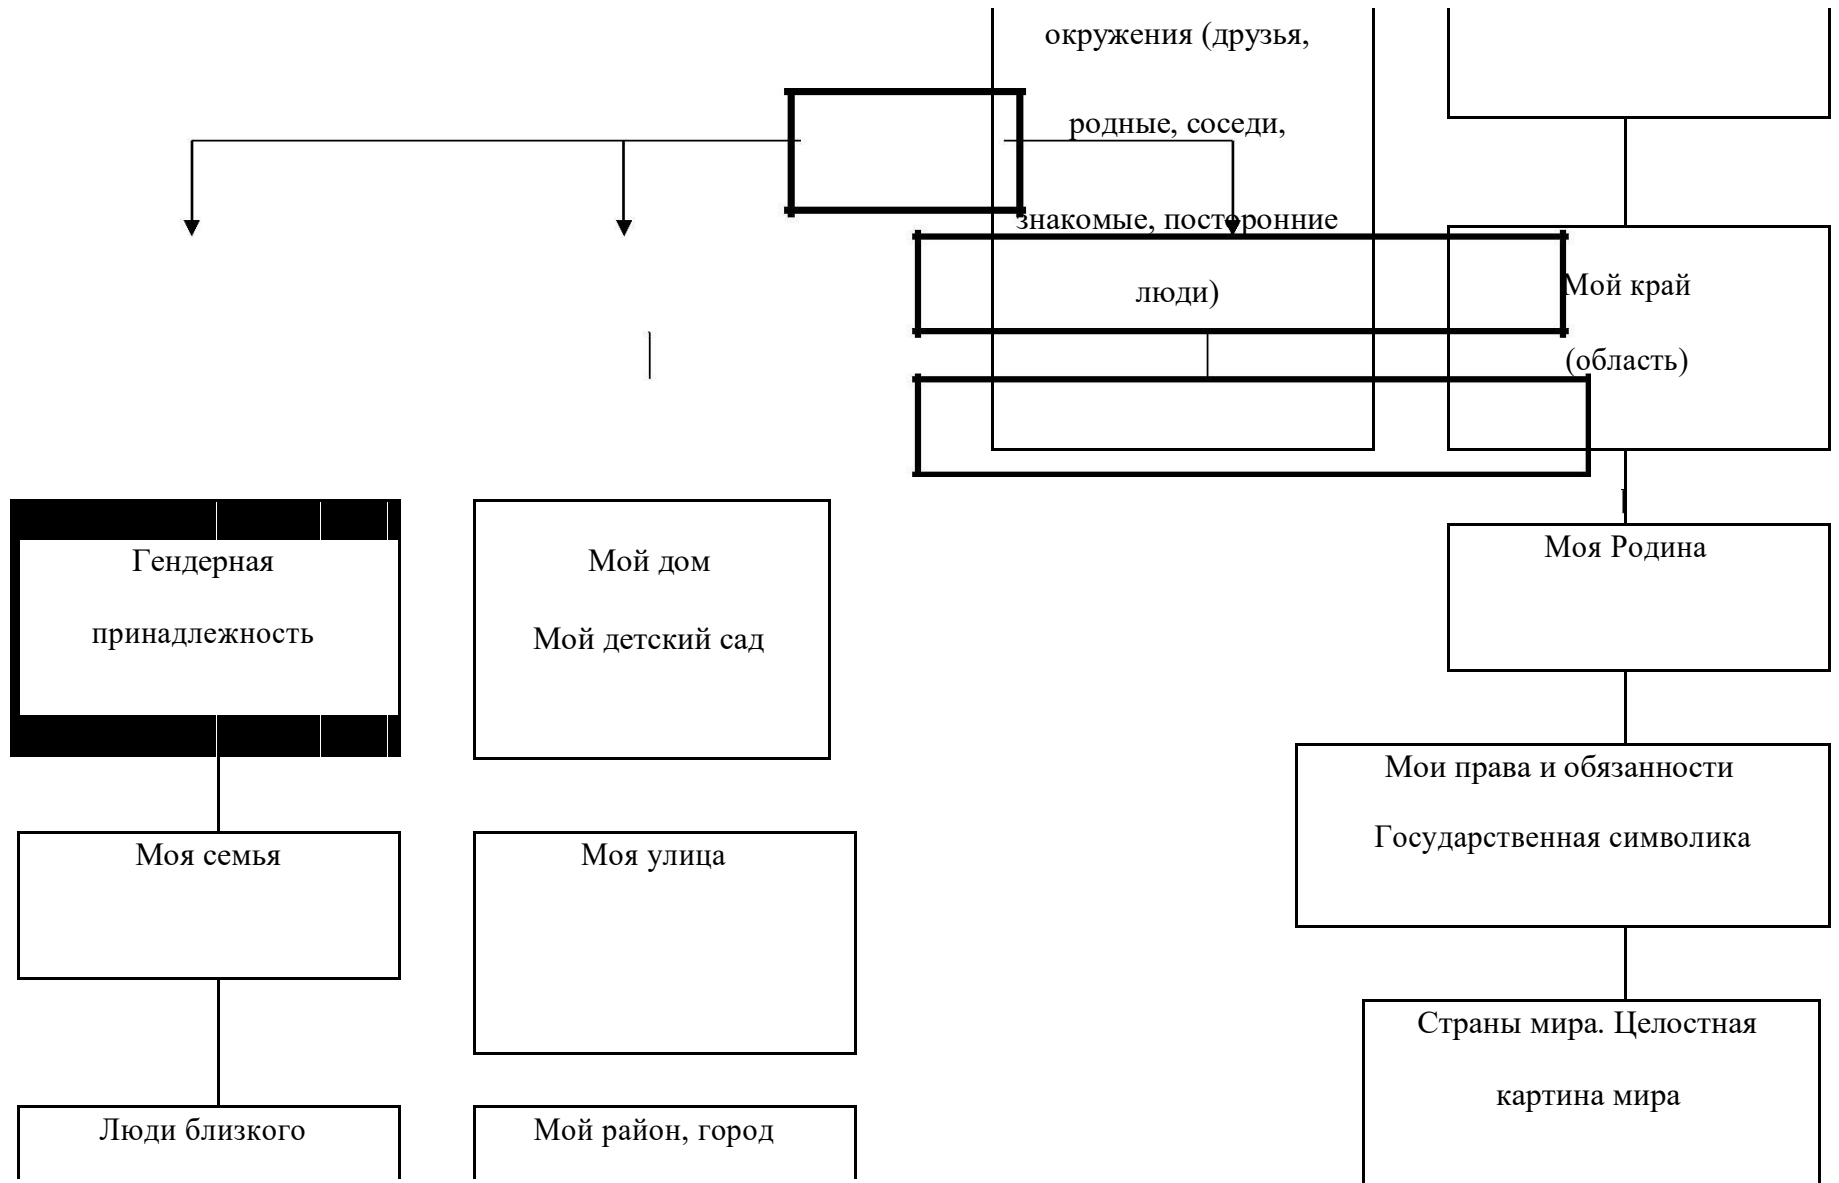 окружения (друзья,
родные, соседи,
знакомые, посторонние
люди)
Мой край
(область)
Гендерная
принадлежность
Мой дом
Мой детский сад
Моя Родина
Мои права и обязанности
Государственная символика
Моя семья
Моя улица
Страны мира. Целостная
картина мира
Люди близкого
Мой район, город